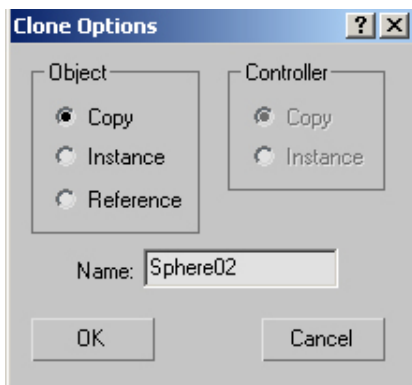 Clone Options ? X
Object
Copy
Instance
Reference
Controller
Copy
Instance
Name: Sphere02
OK Cancel